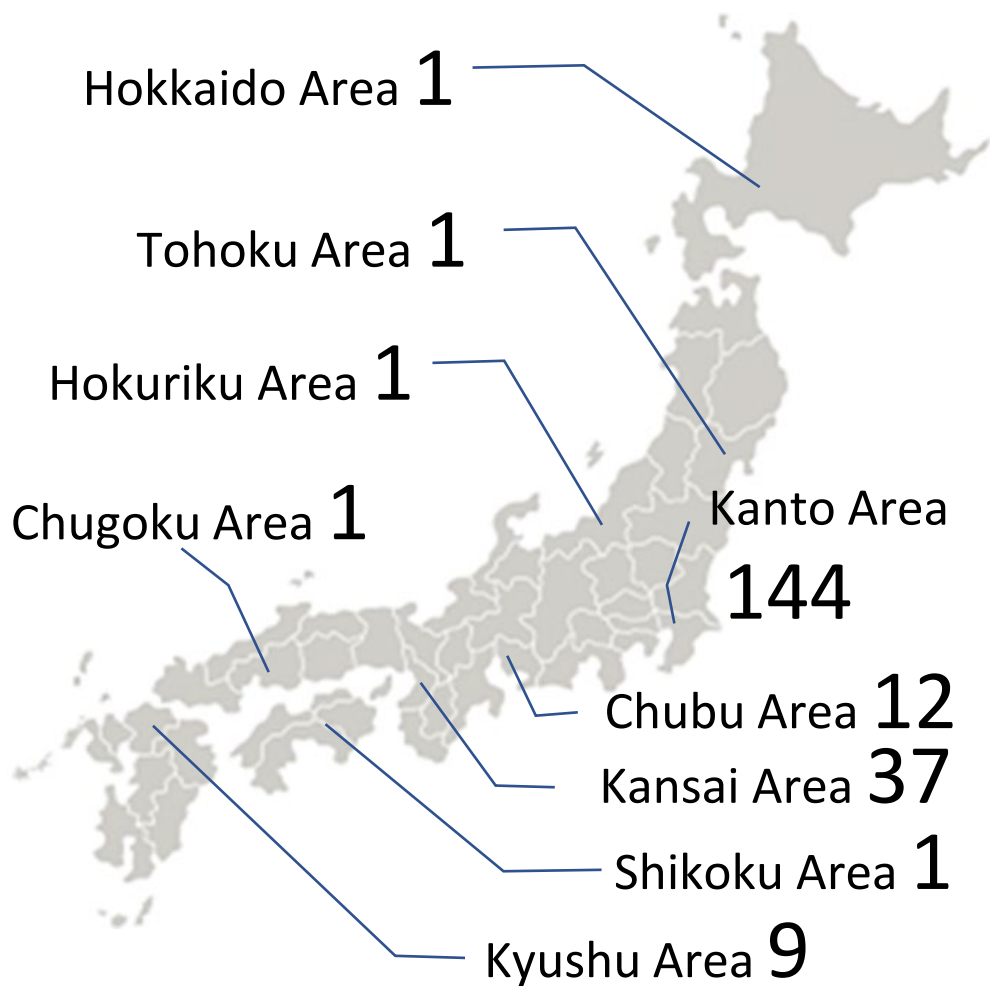 Hokkaido Area 1
Tohoku Area 1
Hokuriku Area 1
Chugoku Area 1
Kanto Area
144
Chubu Area 12
Kansai Area 37
Shikoku Area 1
Kyushu Area 9